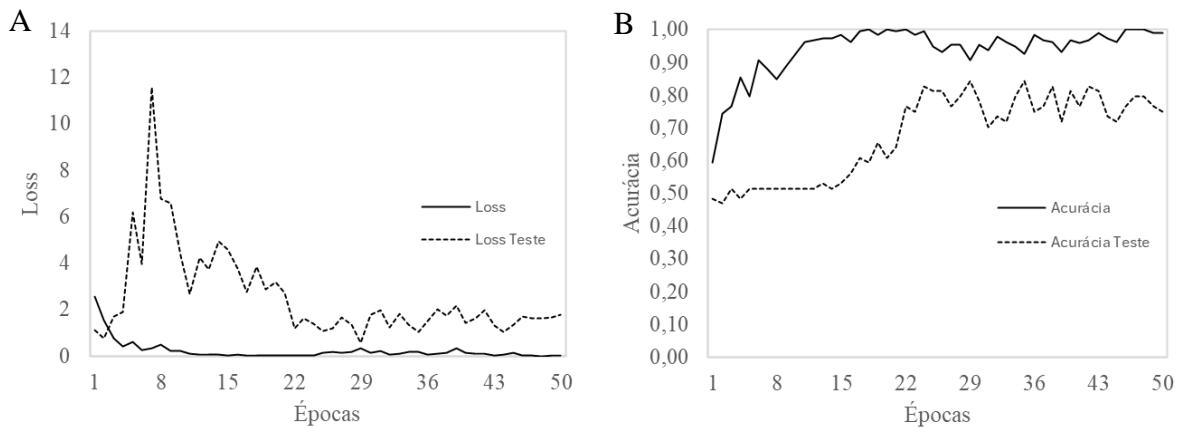 A
Loss
14
12
10
8
6
4
2
0
Loss
Loss Teste
1 8 15 22 29 36 43 50
Épocas
B
Acurácia
1,00
0,90
0,80
0,70
0,60
0,50
0,40
0,30
0,20
0,10
0,00
Acurácia
Acurácia Teste
1 8 15 22 29 36 43 50
Épocas